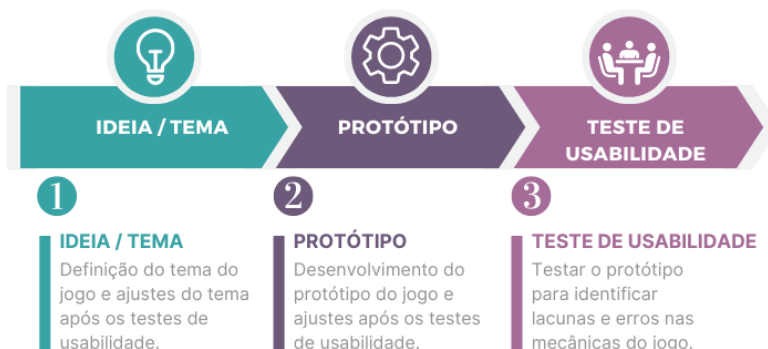 IDEIA / TEMA
PROTÓTIPO
TESTE DE
USABILIDADE
1
IDEIA / TEMA
Definição do tema do
jogo e ajustes do tema
após os testes de
usabilidade.
2
PROTÓTIPO
Desenvolvimento do
protótipo do jogo e
ajustes após os testes
de usabilidade.
3
TESTE DE USABILIDADE
Testar o protótipo
para identificar
lacunas e erros nas
mecânicas do jogo.